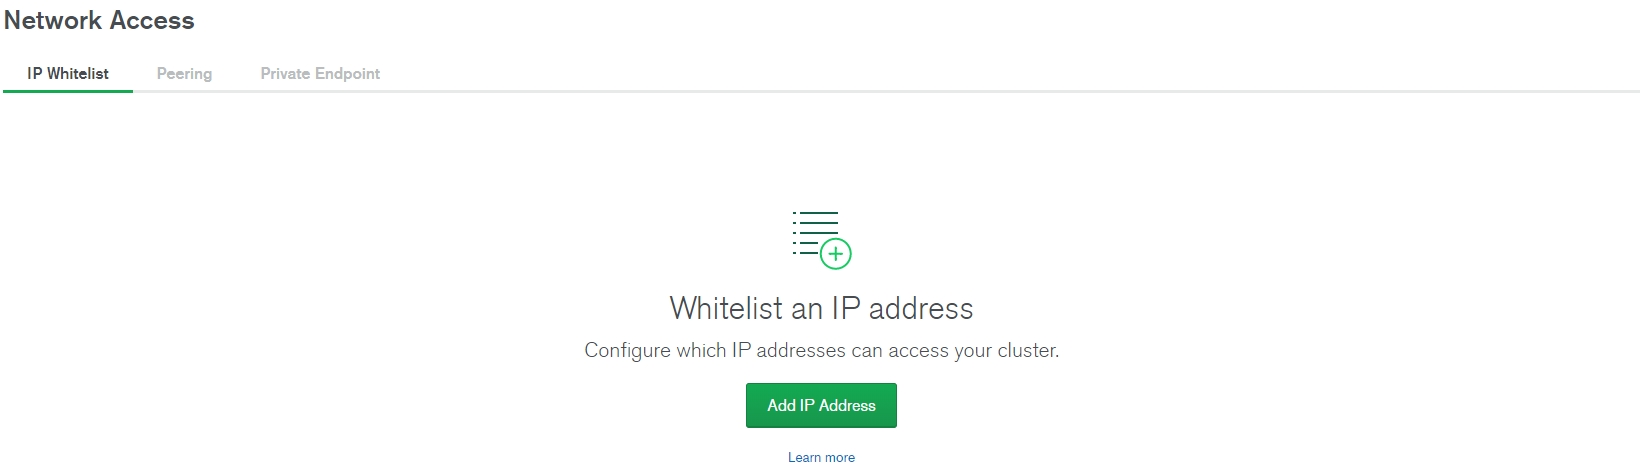 Network Access
IP Whitelist Peering Private Endpoint
Whitelist an IP address
Configure which IP addresses can access your cluster.
Add IP Address
Learn more